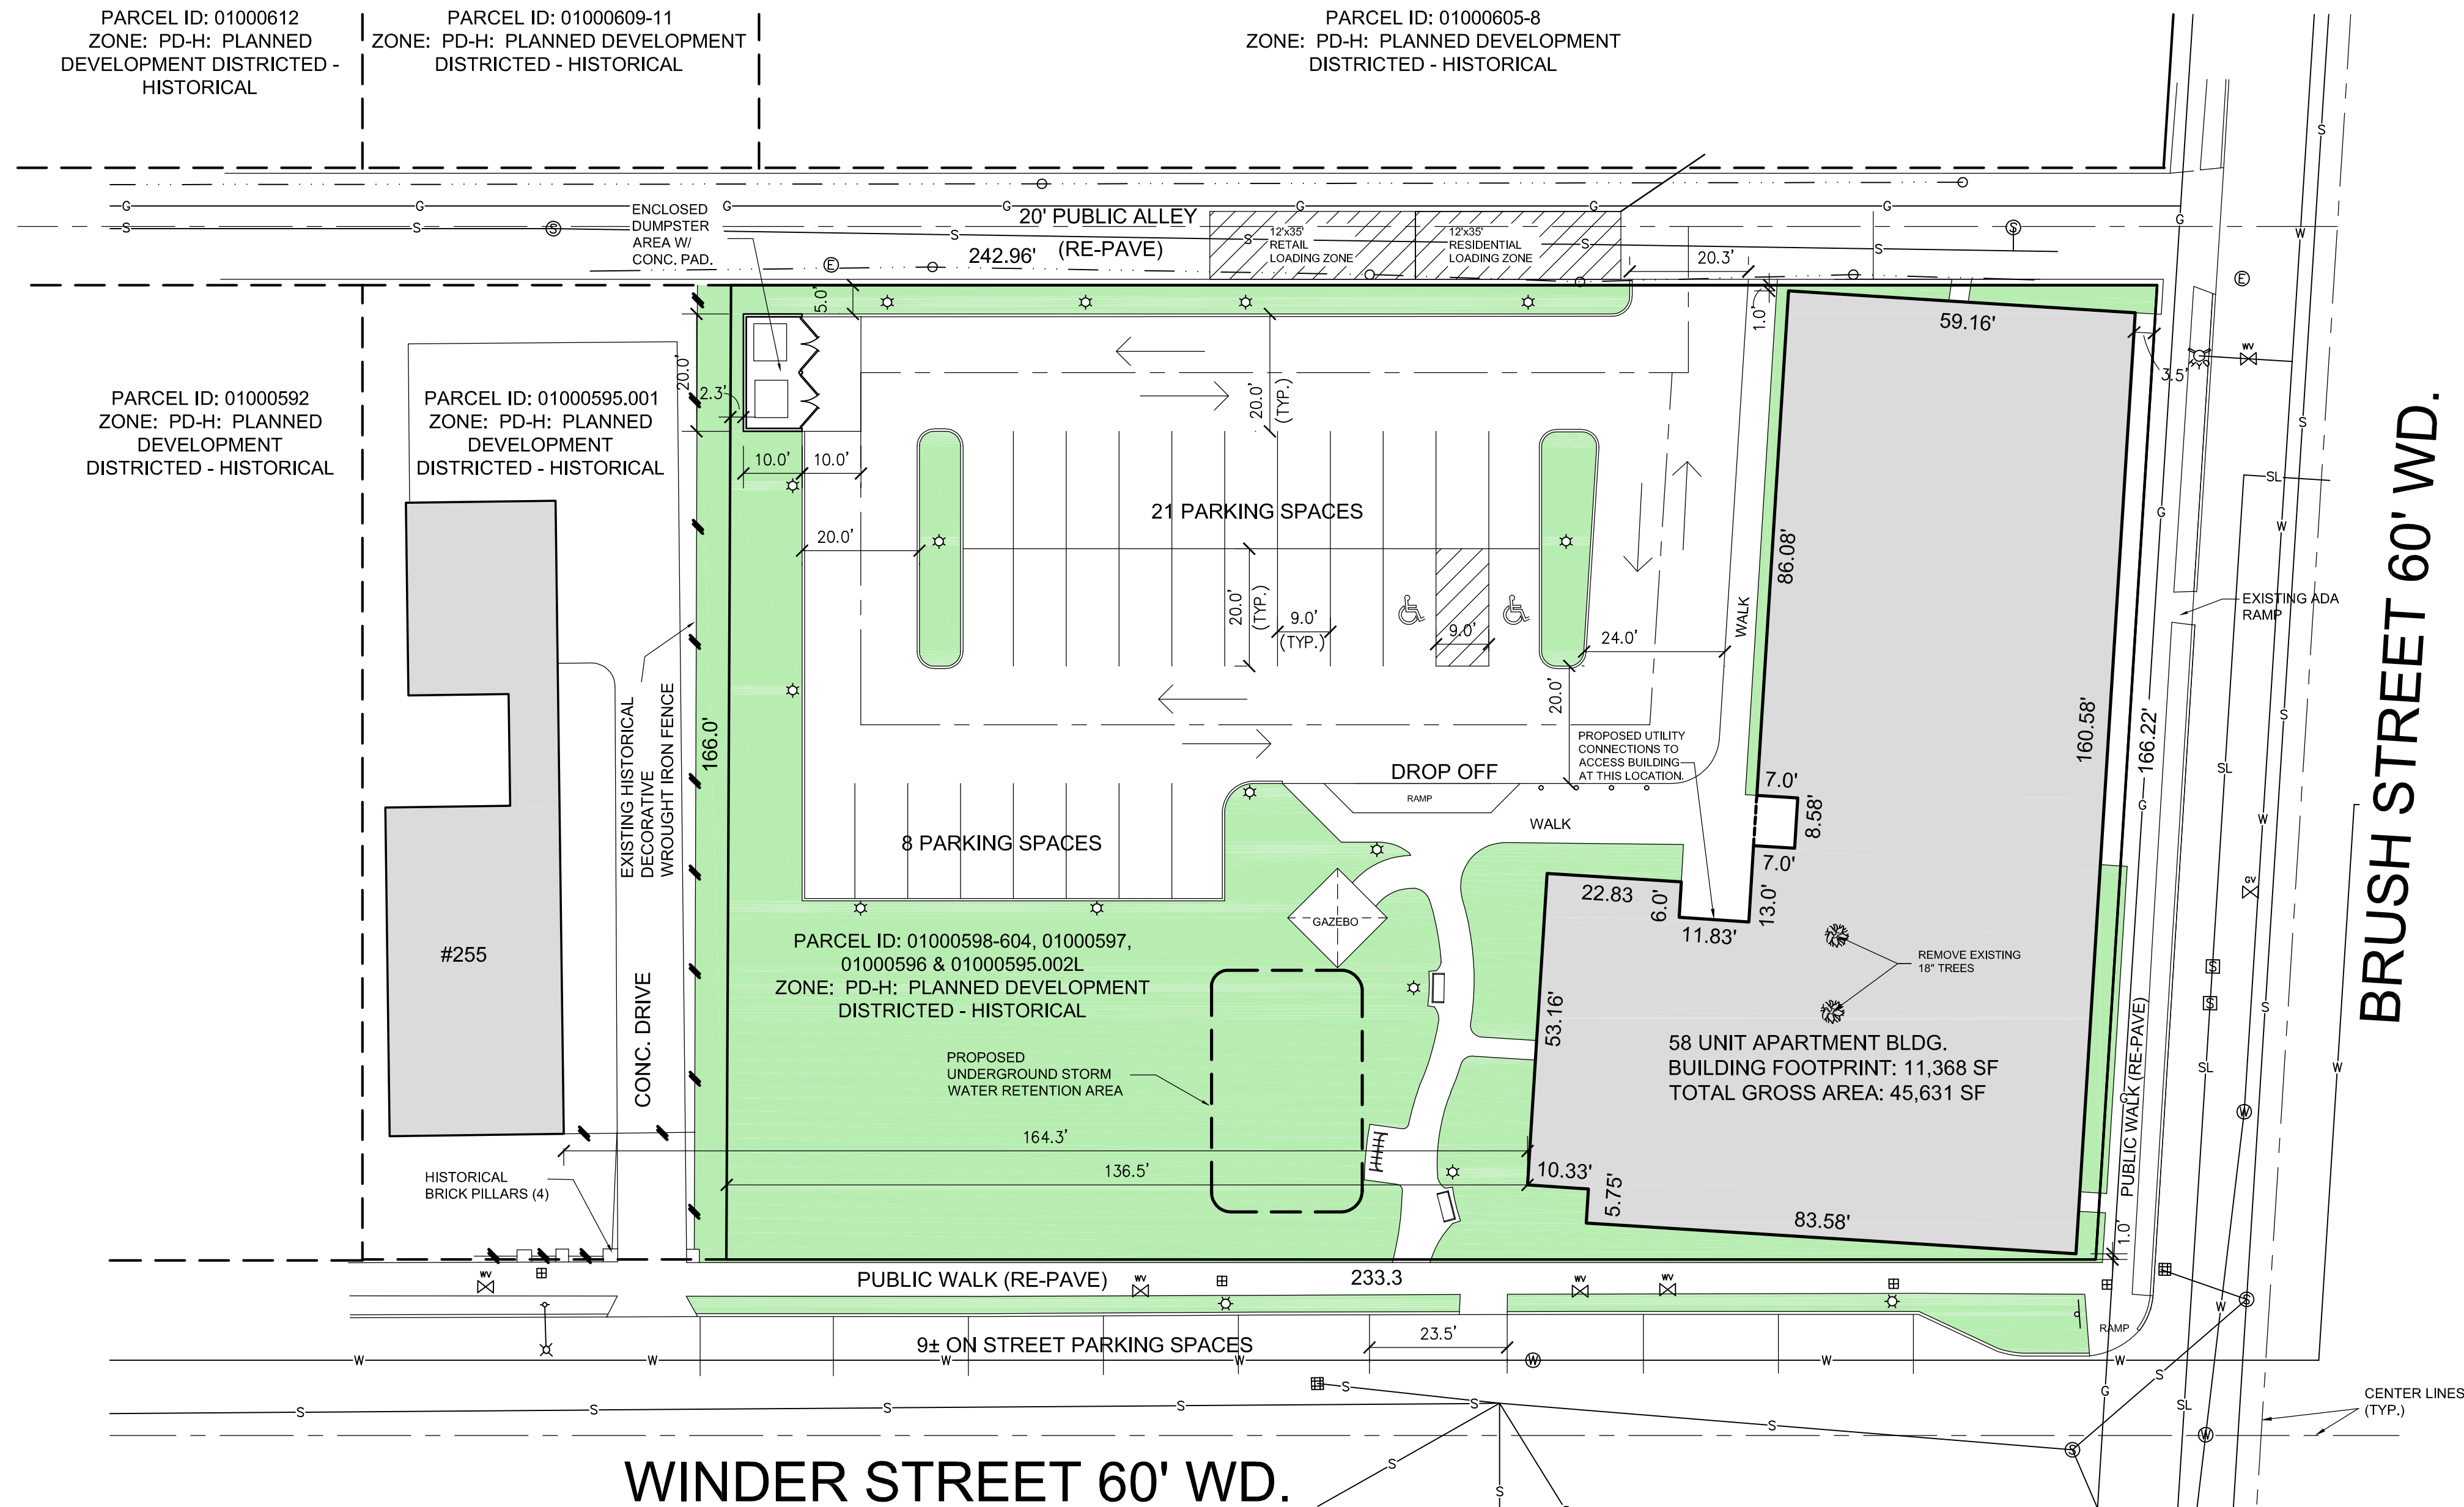 PARCEL ID: 01000612
ZONE: PD-H: PLANNED
DEVELOPMENT DISTRICTED -
HISTORICAL
PARCEL ID: 01000609-11
ZONE: PD-H: PLANNED DEVELOPMENT
DISTRICTED - HISTORICAL
PARCEL ID: 01000605-8
ZONE: PD-H: PLANNED DEVELOPMENT
DISTRICTED - HISTORICAL
ENCLOSED
DUMPSTER
AREA W/
CONC. PAD.
20' PUBLIC ALLEY
(RE-PAVE)
242.96'
12'x35'
RETAIL
LOADING ZONE
12'x35'
RESIDENTIAL
LOADING ZONE
20.3'
5.0'
1.0'
59.16'
3.5'
20.0'
2.3'
20.0'
(TYP.)
PARCEL ID: 01000592
ZONE: PD-H: PLANNED
DEVELOPMENT
DISTRICTED - HISTORICAL
PARCEL ID: 01000595.001
ZONE: PD-H: PLANNED
DEVELOPMENT
DISTRICTED - HISTORICAL
10.0'
10.0'
21 PARKING SPACES
20.0'
86.08'
20.0'
(TYP.)
9.0'
(TYP.)
9.0'
24.0'
WALK
EXISTING ADA
RAMP
BRUSH STREET 60' WD.
EXISTING HISTORICAL
DECORATIVE
WROUGHT IRON FENCE
166.0'
20.0'
PROPOSED UTILITY
CONNECTIONS TO
ACCESS BUILDING
AT THIS LOCATION.
160.58'
166.22'
DROP OFF
RAMP
WALK
7.0'
8.58'
7.0'
8 PARKING SPACES
22.83
6.0'
13.0'
11.83'
GAZEBO
#255
PARCEL ID: 01000598-604, 01000597,
01000596 & 01000595.002L
ZONE: PD-H: PLANNED DEVELOPMENT
DISTRICTED - HISTORICAL
REMOVE EXISTING
18" TREES
CONC. DRIVE
53.16'
PROPOSED
UNDERGROUND STORM
WATER RETENTION AREA
58 UNIT APARTMENT BLDG.
BUILDING FOOTPRINT: 11,368 SF
TOTAL GROSS AREA: 45,631 SF
PUBLIC WALK (RE-PAVE)
164.3'
136.5'
10.33'
5.75'
83.58'
1.0'
HISTORICAL
BRICK PILLARS (4)
PUBLIC WALK (RE-PAVE)
233.3
23.5'
9± ON STREET PARKING SPACES
RAMP
CENTER LINES
(TYP.)
WINDER STREET 60' WD.